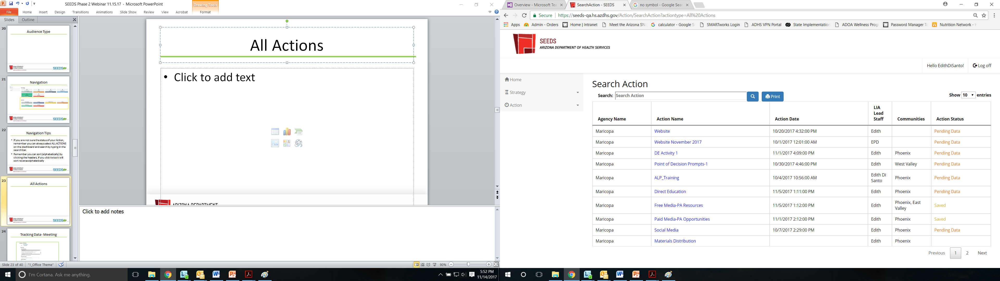 SEEDS Phase 2 Webinar 11.15.17 - Microsoft PowerPoint
Drawing Tools
File
Home
Insert
Design
Transitions
Animations
Slide Show
Review
View
Acrobat
Format
Slides
Outline
20
Audience Type
SEEDS
21
Navigation
SEEDS
22
Navigation Tips
• If you are not sure the status of your Action,
remember you can always select ALL ACTIONS
on the dashboard and search by typing in the
search bar.
• Remember you can sort (alphabetically) by
clicking the headers, if you click twice it will
sort reverse alphabetically
SEEDS
23
All Actions
SEEDS
24
Tracking Data- Meeting
All Actions
• Click to add text
ARIZONA DEPARTMENT
Click to add notes
Slide 23 of 40
"1_Office Theme"
90%
I'm Cortana. Ask me anything.
5:52 PM
11/14/2017
Overview - Microsoft Tea
SearchAction - SEEDS
no symbol - Google Sear
Secure
https://seeds-qa.hs.azdhs.gov/Action/SearchAction?actiontype=All%20Actions
Apps
Admin - Orders
Home | Intranet
Meet the Arizona SN
calculator - Google S
SMARTworks Login
ADHS VPN Portal
State Implementation
ADOA Wellness Prog
Password Manager T
Nutrition Network -
SEEDS
ARIZONA DEPARTMENT OF HEALTH SERVICES
Hello EdithDiSanto!
Log off
Home
Strategy
Action
Search Action
Search: Search Action
Print
Show 10 entries
Agency Name
Action Name
Action Date
LIA
Lead
Staff
Communities
Action Status
Maricopa Website 10/20/2017 4:32:00 PM Edith Pending Data
Maricopa Website November 2017 10/1/2017 12:01:00 AM EPD Pending Data
Maricopa DE Activity 1 11/1/2017 4:09:00 PM Edith Phoenix Pending Data
Maricopa Point of Decision Prompts-1 10/30/2017 4:46:00 PM Edith West Valley Pending Data
Maricopa ALP_Training 10/4/2017 10:56:00 AM Edith Di
Santo Phoenix Pending Data
Maricopa Direct Education 11/5/2017 1:11:00 PM Edith Phoenix Pending Data
Maricopa Free Media-PA Resources 11/5/2017 1:12:00 PM Edith Phoenix, East
Valley Saved
Maricopa Paid Media-PA Opportunities 11/1/2017 2:12:00 PM Edith Phoenix Saved
Maricopa Social Media 10/7/2017 2:29:00 PM Edith Phoenix Pending Data
Maricopa Materials Distribution Edith Phoenix
Previous 1 2 Next